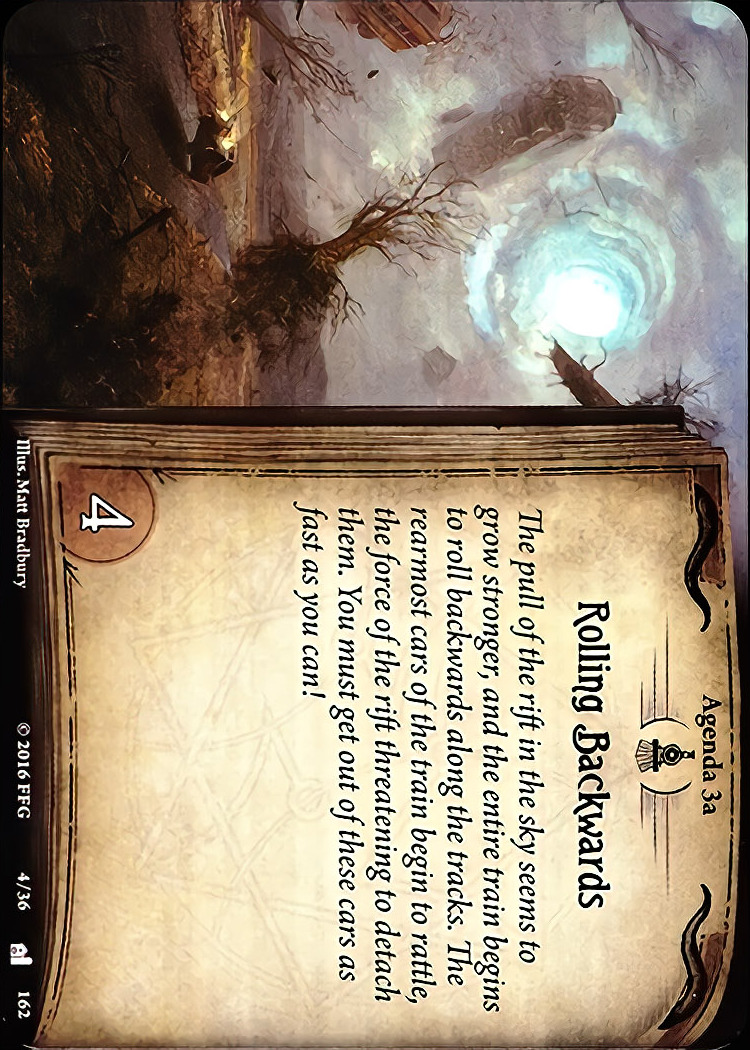 Agenda 3a
Rolling Backwards
The pull of the rift in the sky seems to
grow stronger, and the entire train begins
to roll backwards along the tracks. The
rearmost cars of the train begin to rattle,
the force of the rift threatening to detach
them. You must get out of these cars as
fast as you can!
4
Illus. Matt Bradbury © 2016 FFG 4/36 162